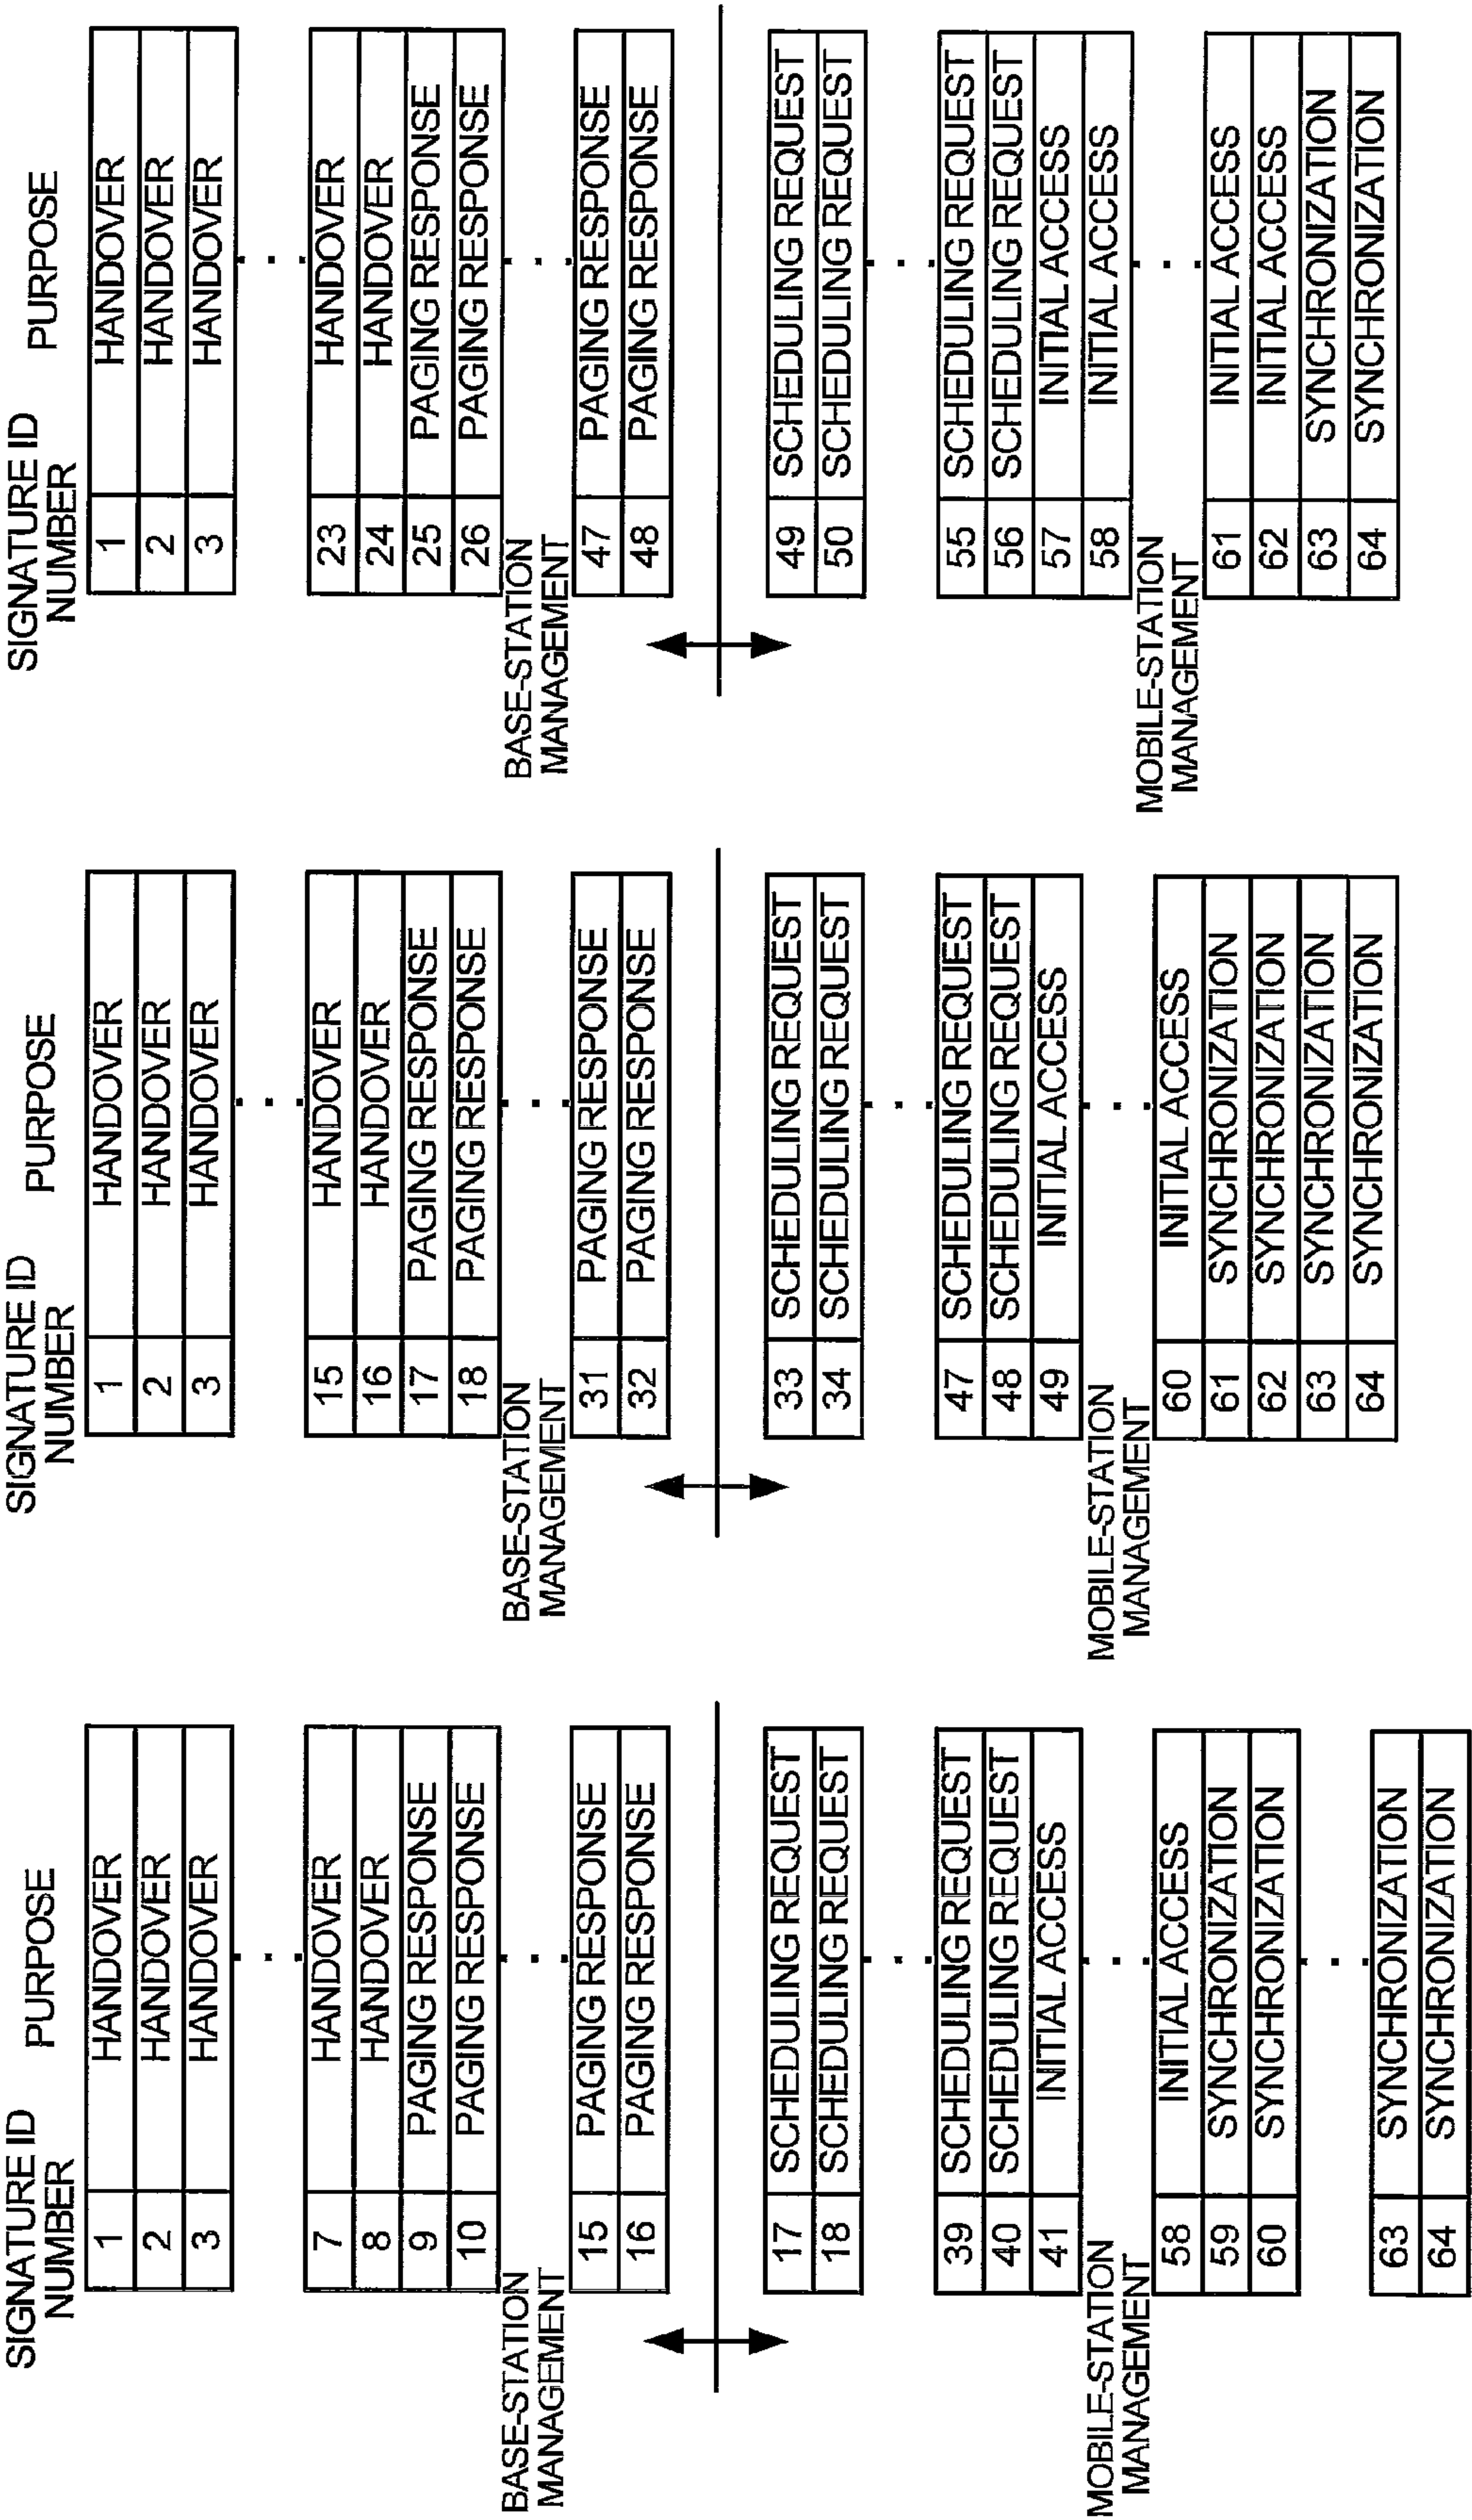 SIGNATURE ID
NUMBER PURPOSE
1 HANDOVER
2 HANDOVER
3 HANDOVER
7 HANDOVER
8 HANDOVER
9 PAGING RESPONSE
10 PAGING RESPONSE
BASE-STATION
MANAGEMENT
15 PAGING RESPONSE
16 PAGING RESPONSE
17 SCHEDULING REQUEST
18 SCHEDULING REQUEST
39 SCHEDULING REQUEST
40 SCHEDULING REQUEST
41 INITIAL ACCESS
MOBILE-STATION
MANAGEMENT
58 INITIAL ACCESS
59 SYNCHRONIZATION
60 SYNCHRONIZATION
63 SYNCHRONIZATION
64 SYNCHRONIZATION
SIGNATURE ID
NUMBER PURPOSE
1 HANDOVER
2 HANDOVER
3 HANDOVER
15 HANDOVER
16 HANDOVER
17 PAGING RESPONSE
18 PAGING RESPONSE
BASE-STATION
MANAGEMENT
31 PAGING RESPONSE
32 PAGING RESPONSE
33 SCHEDULING REQUEST
34 SCHEDULING REQUEST
47 SCHEDULING REQUEST
48 SCHEDULING REQUEST
49 INITIAL ACCESS
MOBILE-STATION
MANAGEMENT
60 INITIAL ACCESS
61 SYNCHRONIZATION
62 SYNCHRONIZATION
63 SYNCHRONIZATION
64 SYNCHRONIZATION
SIGNATURE ID
NUMBER PURPOSE
1 HANDOVER
2 HANDOVER
3 HANDOVER
23 HANDOVER
24 HANDOVER
25 PAGING RESPONSE
26 PAGING RESPONSE
BASE-STATION
MANAGEMENT
47 PAGING RESPONSE
48 PAGING RESPONSE
49 SCHEDULING REQUEST
50 SCHEDULING REQUEST
55 SCHEDULING REQUEST
56 SCHEDULING REQUEST
57 INITIAL ACCESS
58 INITIAL ACCESS
MOBILE-STATION
MANAGEMENT
61 INITIAL ACCESS
62 INITIAL ACCESS
63 SYNCHRONIZATION
64 SYNCHRONIZATION